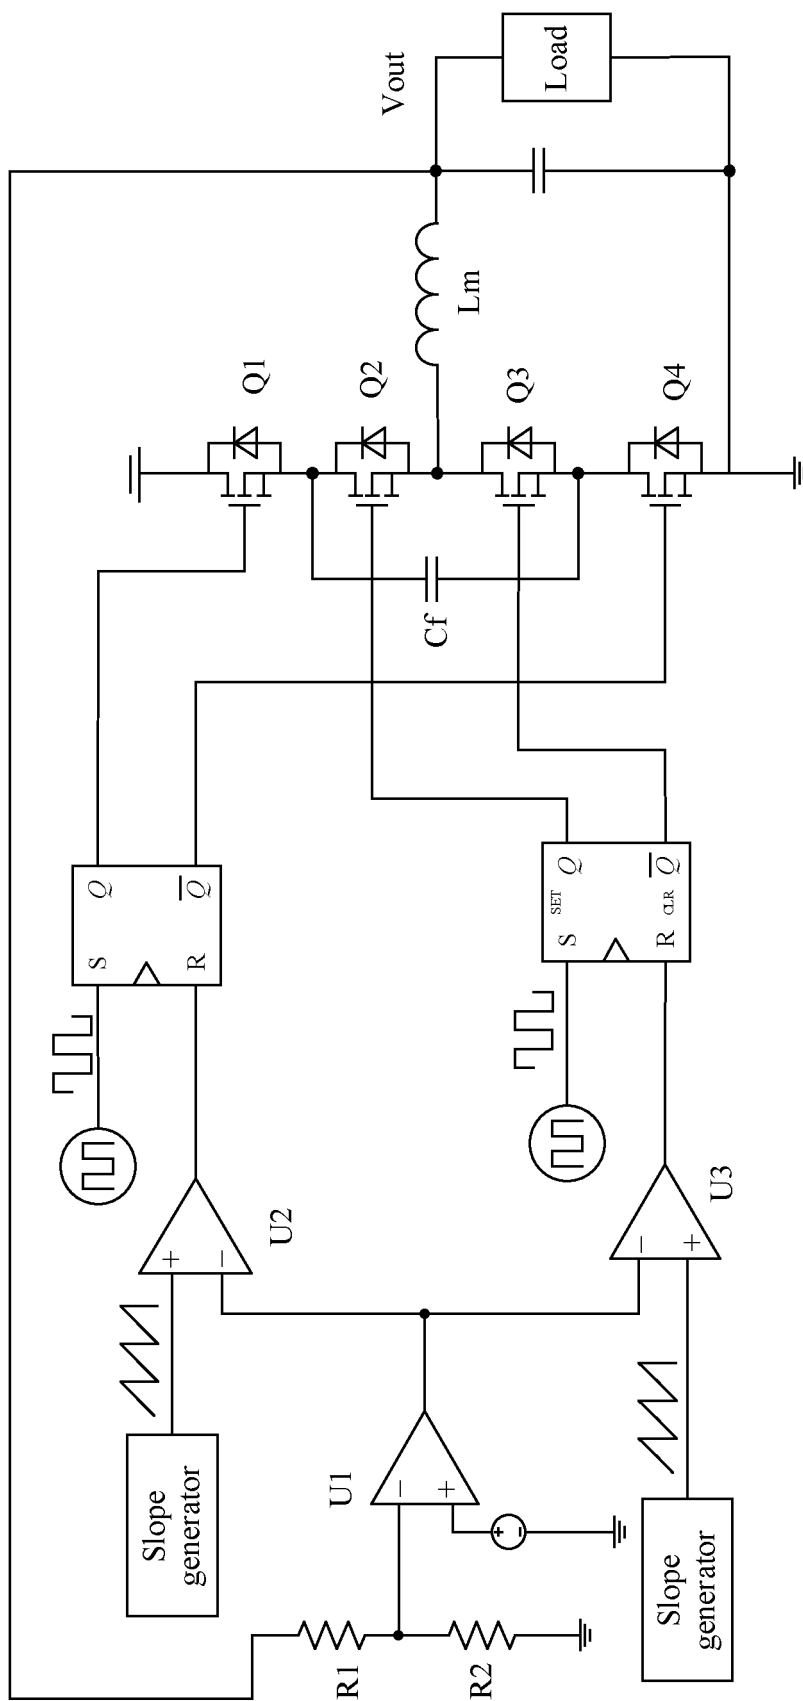 Slope
generator
U2
S
Q
R
Q
Q1
Vout
Load
Q2
Lm
Cf
Q3
Q4
R1
U1
R2
S
SET
Q
R
CLR
Q
Slope
generator
U3